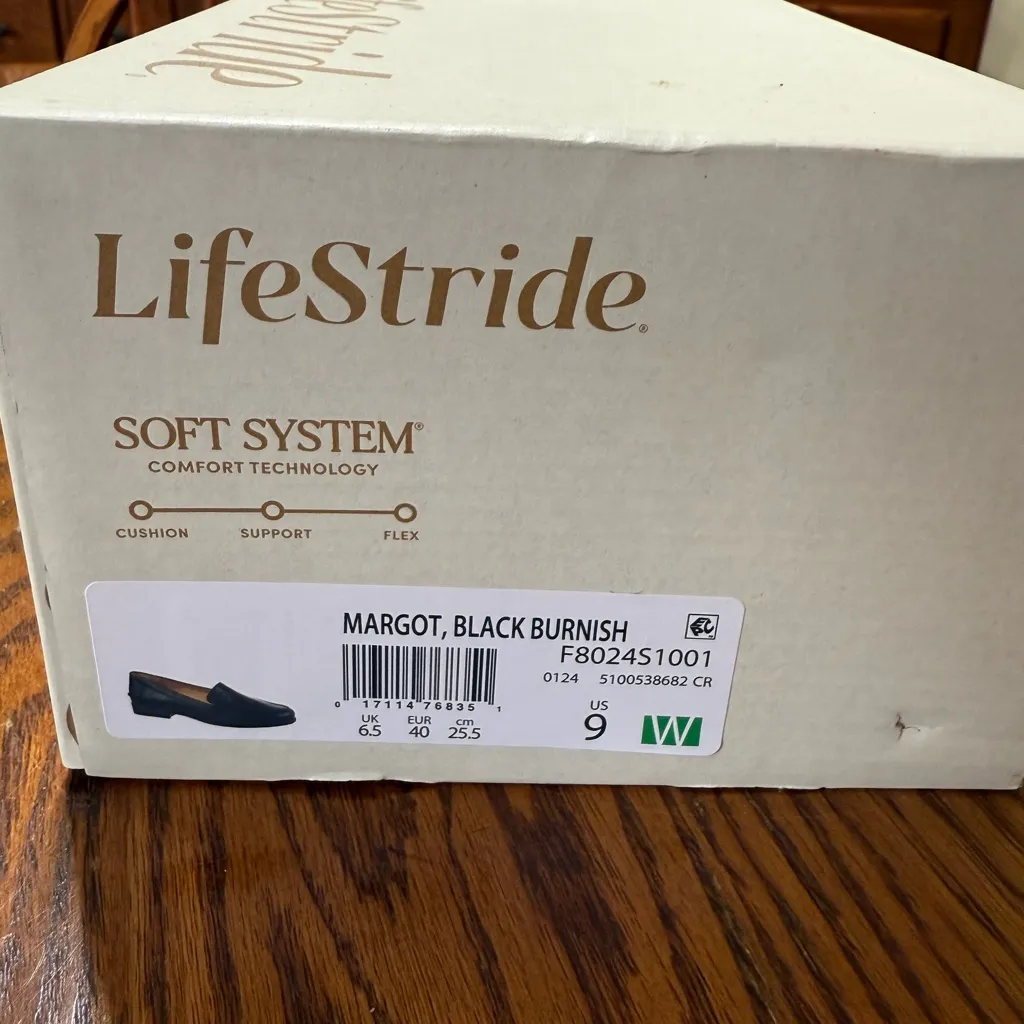 LifeStride
LifeStride®
SOFT SYSTEM®
COMFORT TECHNOLOGY
CUSHION SUPPORT FLEX
MARGOT, BLACK BURNISH
F8024S1001
0124 5100538682 CR
0 17114 76835 1
UK EUR cm US
6.5 40 25.5 9 W